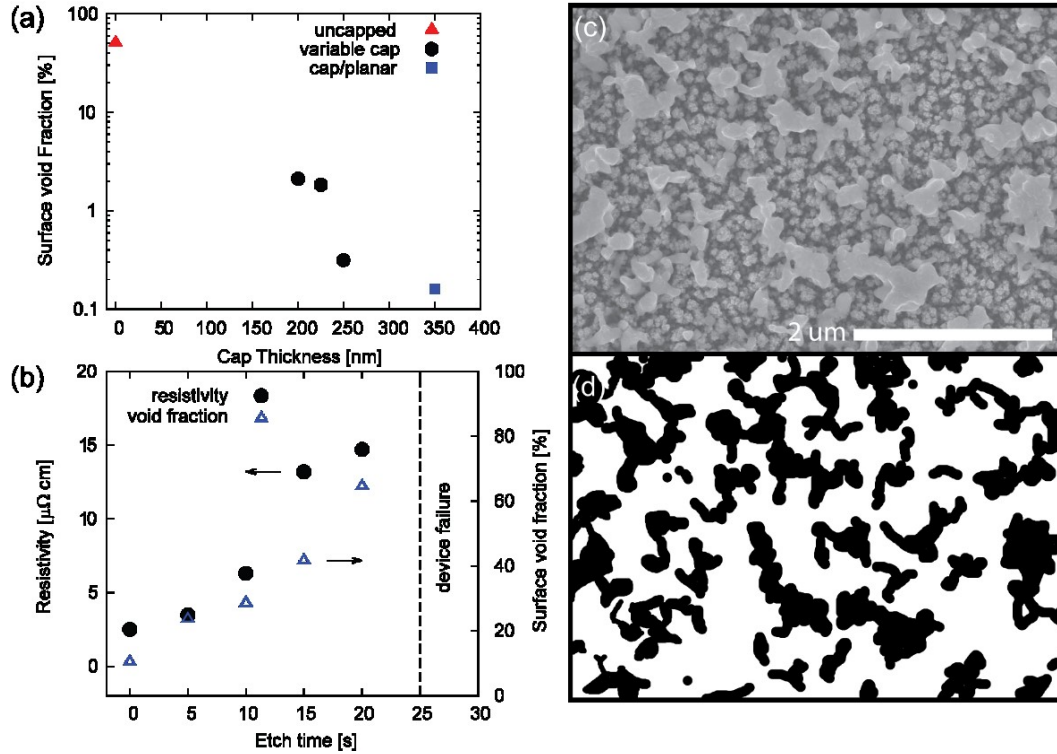 (a)
100
10
1
0.1
Surface void Fraction [%]
uncapped
variable cap
cap/planar
0 50 100 150 200 250 300 350 400
Cap Thickness [nm]
(b)
20
15
10
5
0
Resistivity [μΩ cm]
resistivity
void fraction
device failure
100
80
60
40
20
0
Surface void fraction [%]
0 5 10 15 20 25 30
Etch time [s]
(c)
2 um
(d)